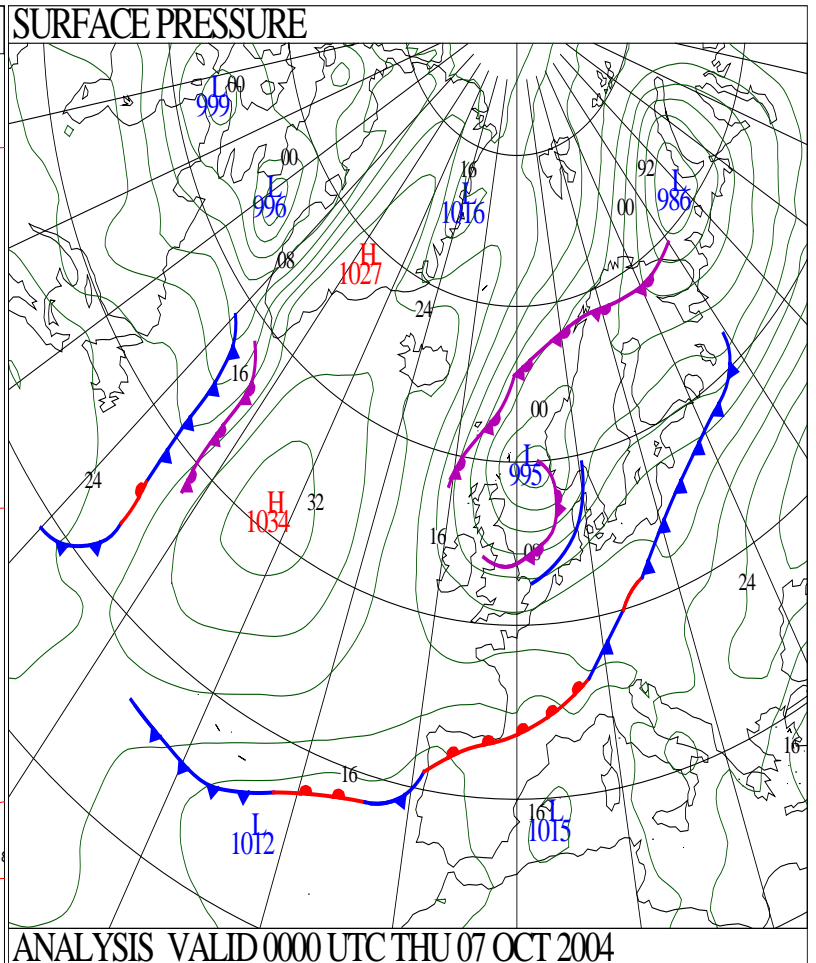 SURFACE PRESSURE
L 00
999
00
L
996
16
L
1016
92
L
00
986
H
1027
08
24
16
00
L
995
24
H 32
1034
16
08
24
16
16
L
1012
16 L
1015
ANALYSIS VALID 0000 UTC THU 07 OCT 2004